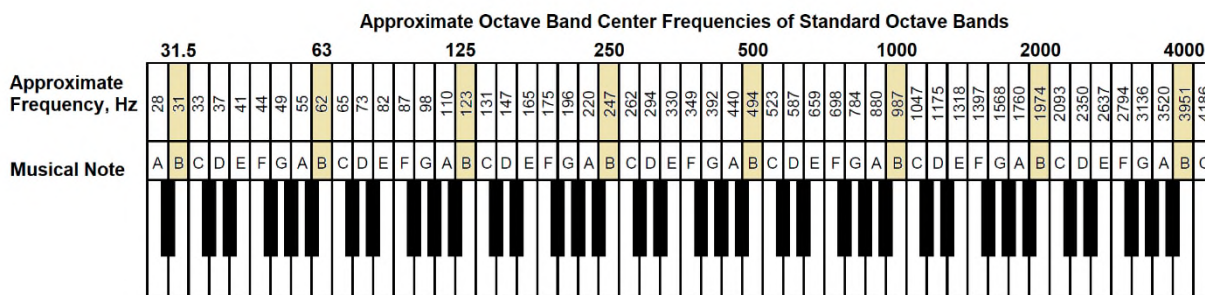 Approximate Octave Band Center Frequencies of Standard Octave Bands
31.5 63 125 250 500 1000 2000 4000
Approximate
Frequency, Hz
28 31 33 37 41 44 49 55 62 65 73 82 87 98 110 123 131 147 165 175 196 220 247 262 294 330 349 392 440 494 523 587 659 698 784 880 987 1047 1175 1318 1397 1568 1760 1974 2093 2350 2637 2794 3136 3520 3951 4186
Musical Note
A B C D E F G A B C D E F G A B C D E F G A B C D E F G A B C D E F G A B C D E F G A B C D E F G A B C